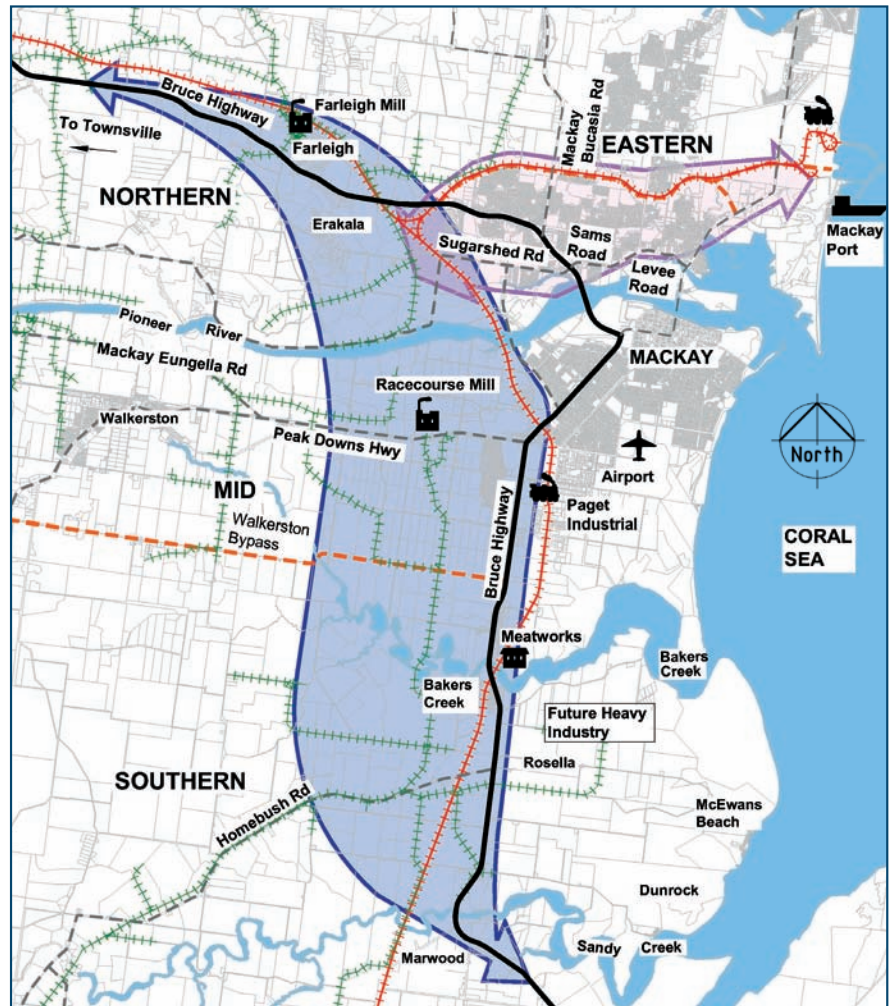 Bruce Highway
Farleigh Mill
Farleigh
To Townsville
NORTHERN
Erakala
Mackay
Bucasia Rd
EASTERN
Sugarshed Rd
Sams
Road
Levee
Road
Mackay
Port
Pioneer
River
Mackay Eungella Rd
MACKAY
Racecourse Mill
Walkerston
Peak Downs Hwy
North
Airport
MID
Paget
Industrial
Walkerston
Bypass
Bruce Highway
CORAL
SEA
Meatworks
Bakers
Creek
Bakers
Creek
Future Heavy
Industry
Rosella
SOUTHERN
Homebush Rd
McEwans
Beach
Dunrock
Sandy Creek
Marwood